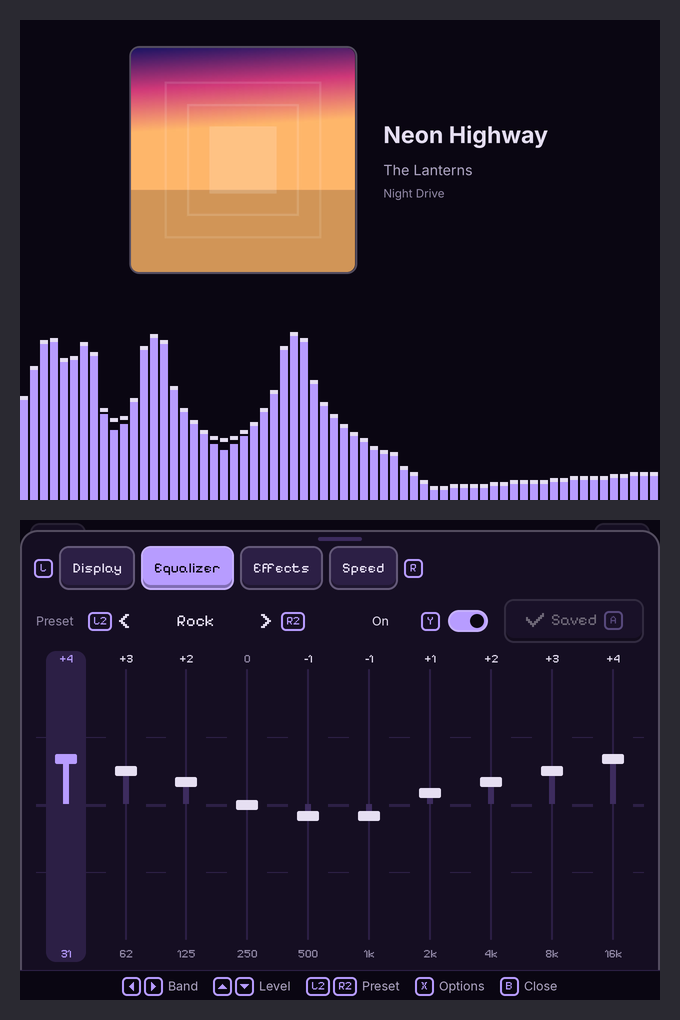 Neon Highway
The Lanterns
Night Drive
L Display Equalizer Effects Speed R
Preset L2 Rock R2 On Y Saved A
+4 +3 +2 0 -1 -1 +1 +2 +3 +4
31 62 125 250 500 1k 2k 4k 8k 16k
Band Level L2 R2 Preset X Options B Close